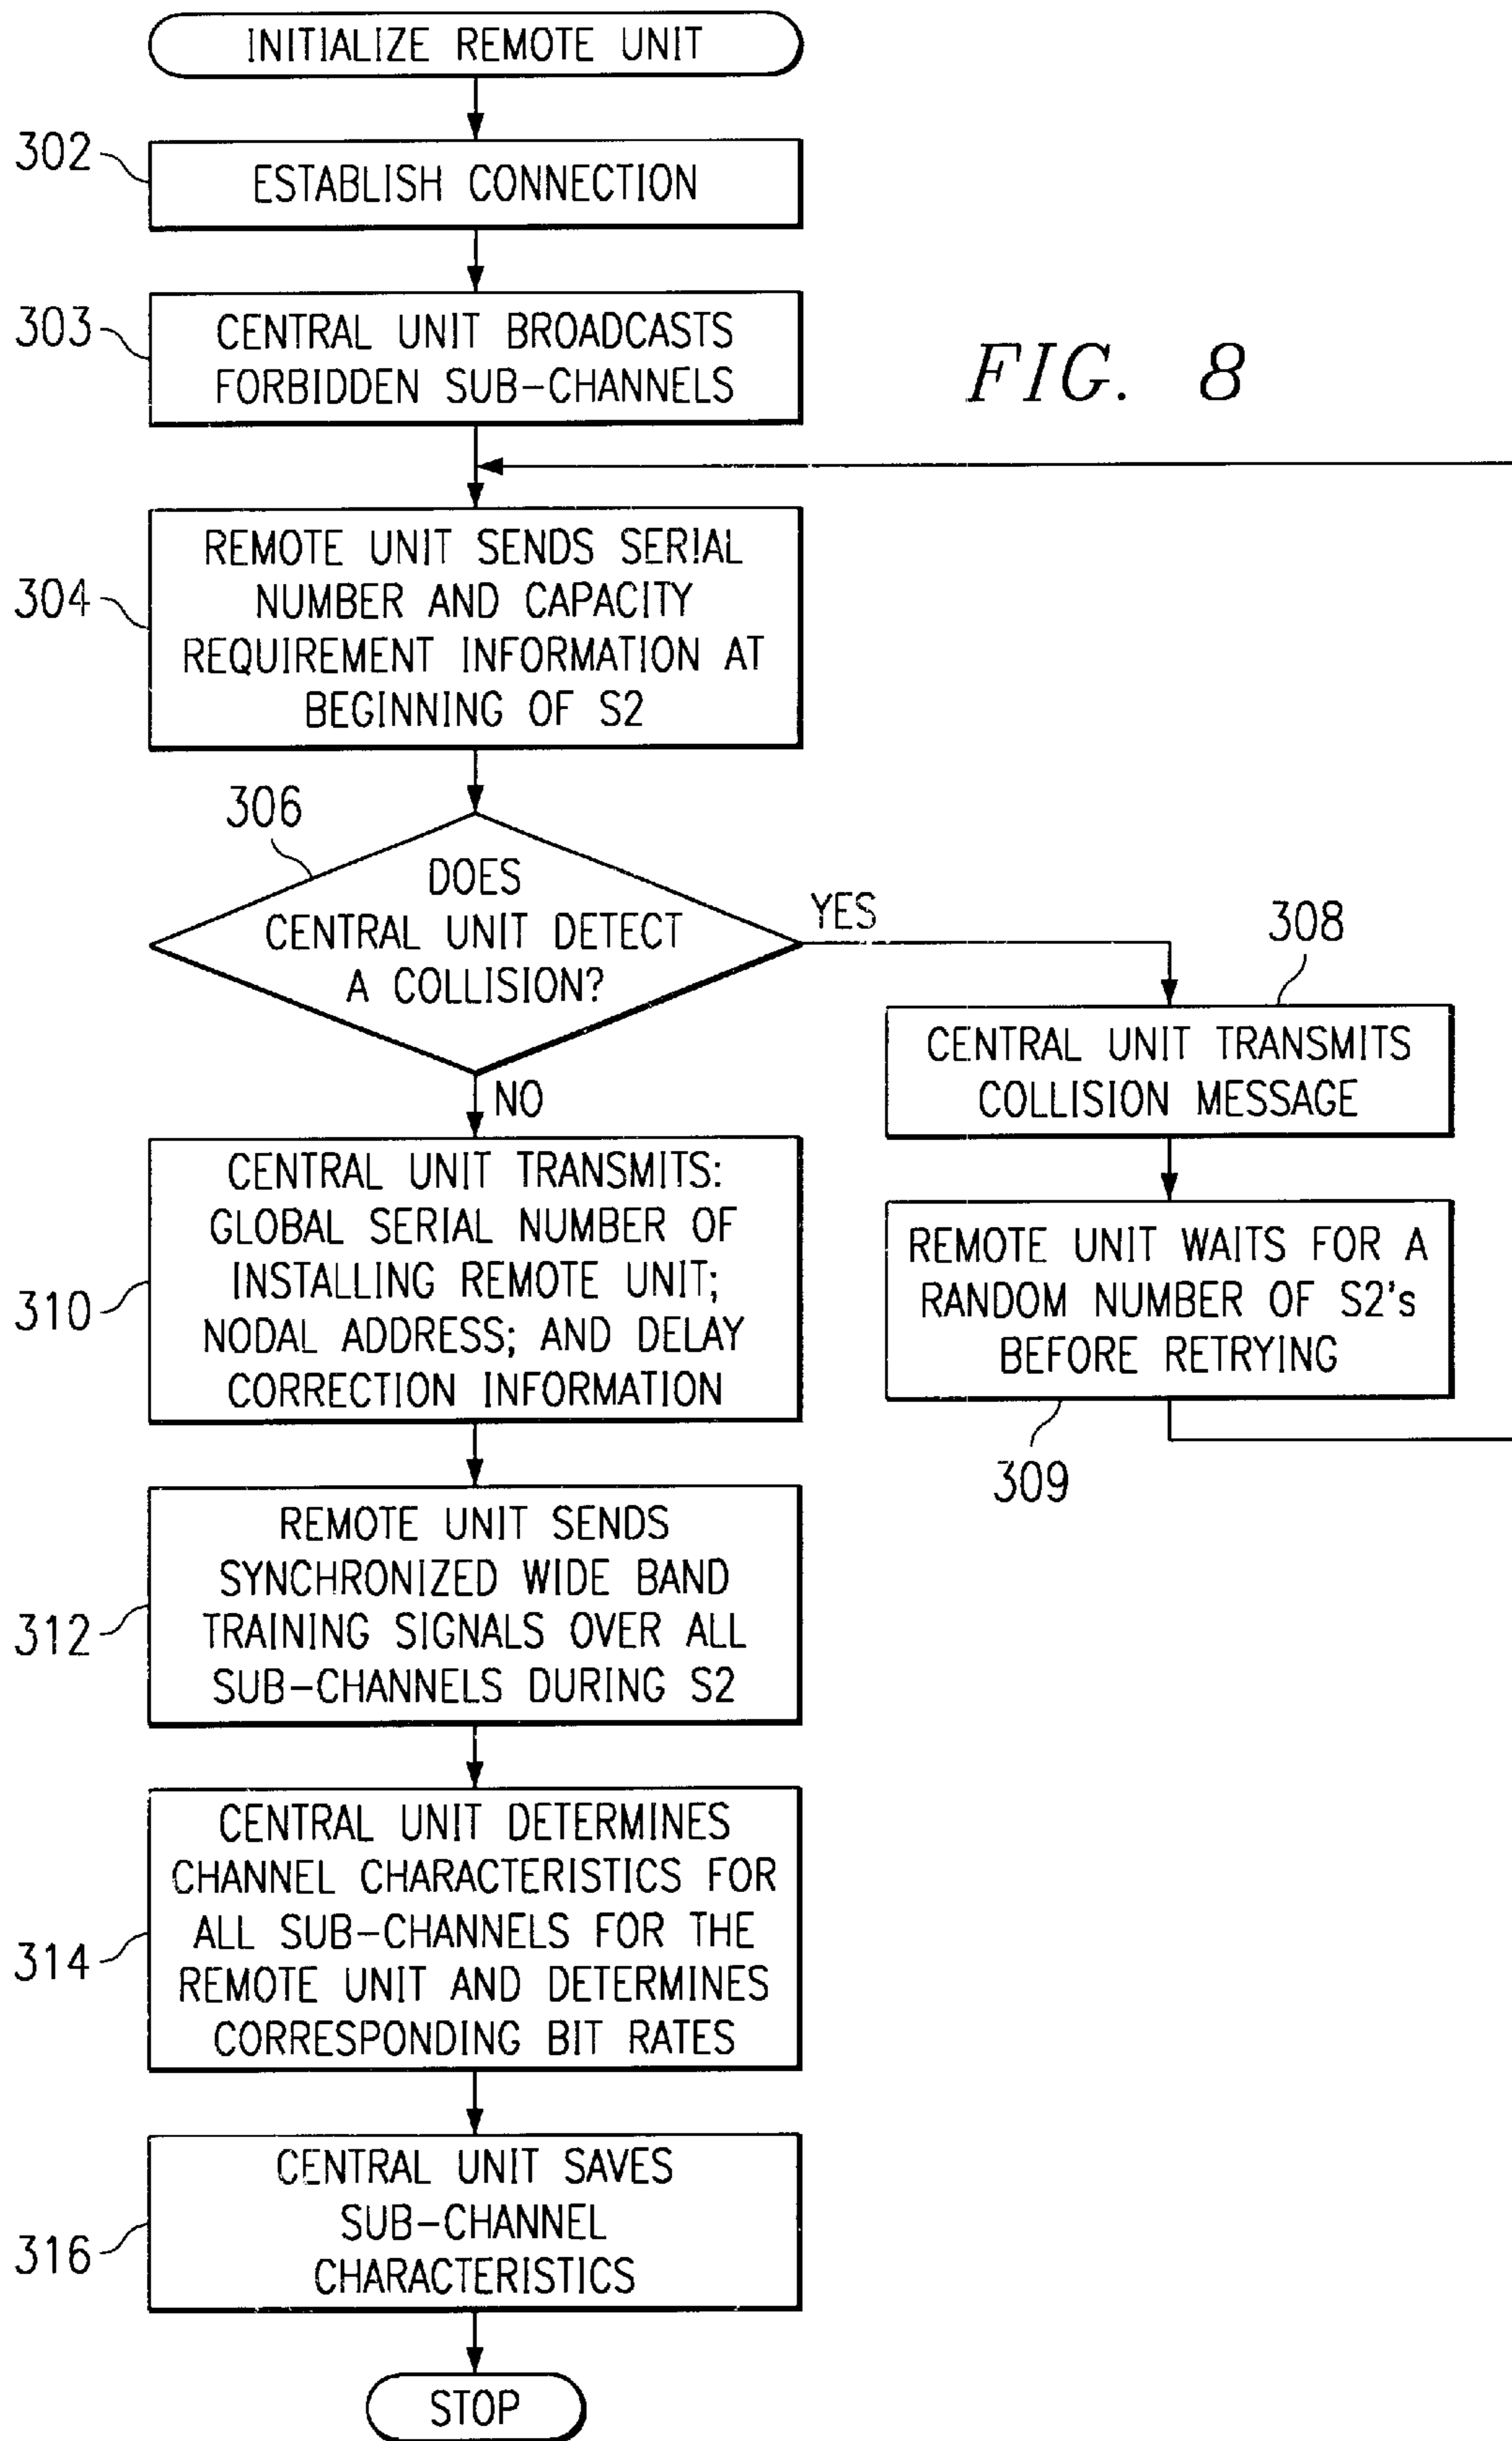 INITIALIZE REMOTE UNIT
302
ESTABLISH CONNECTION
303
CENTRAL UNIT BROADCASTS
FORBIDDEN SUB-CHANNELS
FIG. 8
304
REMOTE UNIT SENDS SERIAL
NUMBER AND CAPACITY
REQUIREMENT INFORMATION AT
BEGINNING OF S2
306
DOES
CENTRAL UNIT DETECT
A COLLISION?
YES
NO
308
CENTRAL UNIT TRANSMITS
COLLISION MESSAGE
REMOTE UNIT WAITS FOR A
RANDOM NUMBER OF S2's
BEFORE RETRYING
309
310
CENTRAL UNIT TRANSMITS:
GLOBAL SERIAL NUMBER OF
INSTALLING REMOTE UNIT;
NODAL ADDRESS; AND DELAY
CORRECTION INFORMATION
312
REMOTE UNIT SENDS
SYNCHRONIZED WIDE BAND
TRAINING SIGNALS OVER ALL
SUB-CHANNELS DURING S2
314
CENTRAL UNIT DETERMINES
CHANNEL CHARACTERISTICS FOR
ALL SUB-CHANNELS FOR THE
REMOTE UNIT AND DETERMINES
CORRESPONDING BIT RATES
316
CENTRAL UNIT SAVES
SUB-CHANNEL
CHARACTERISTICS
STOP